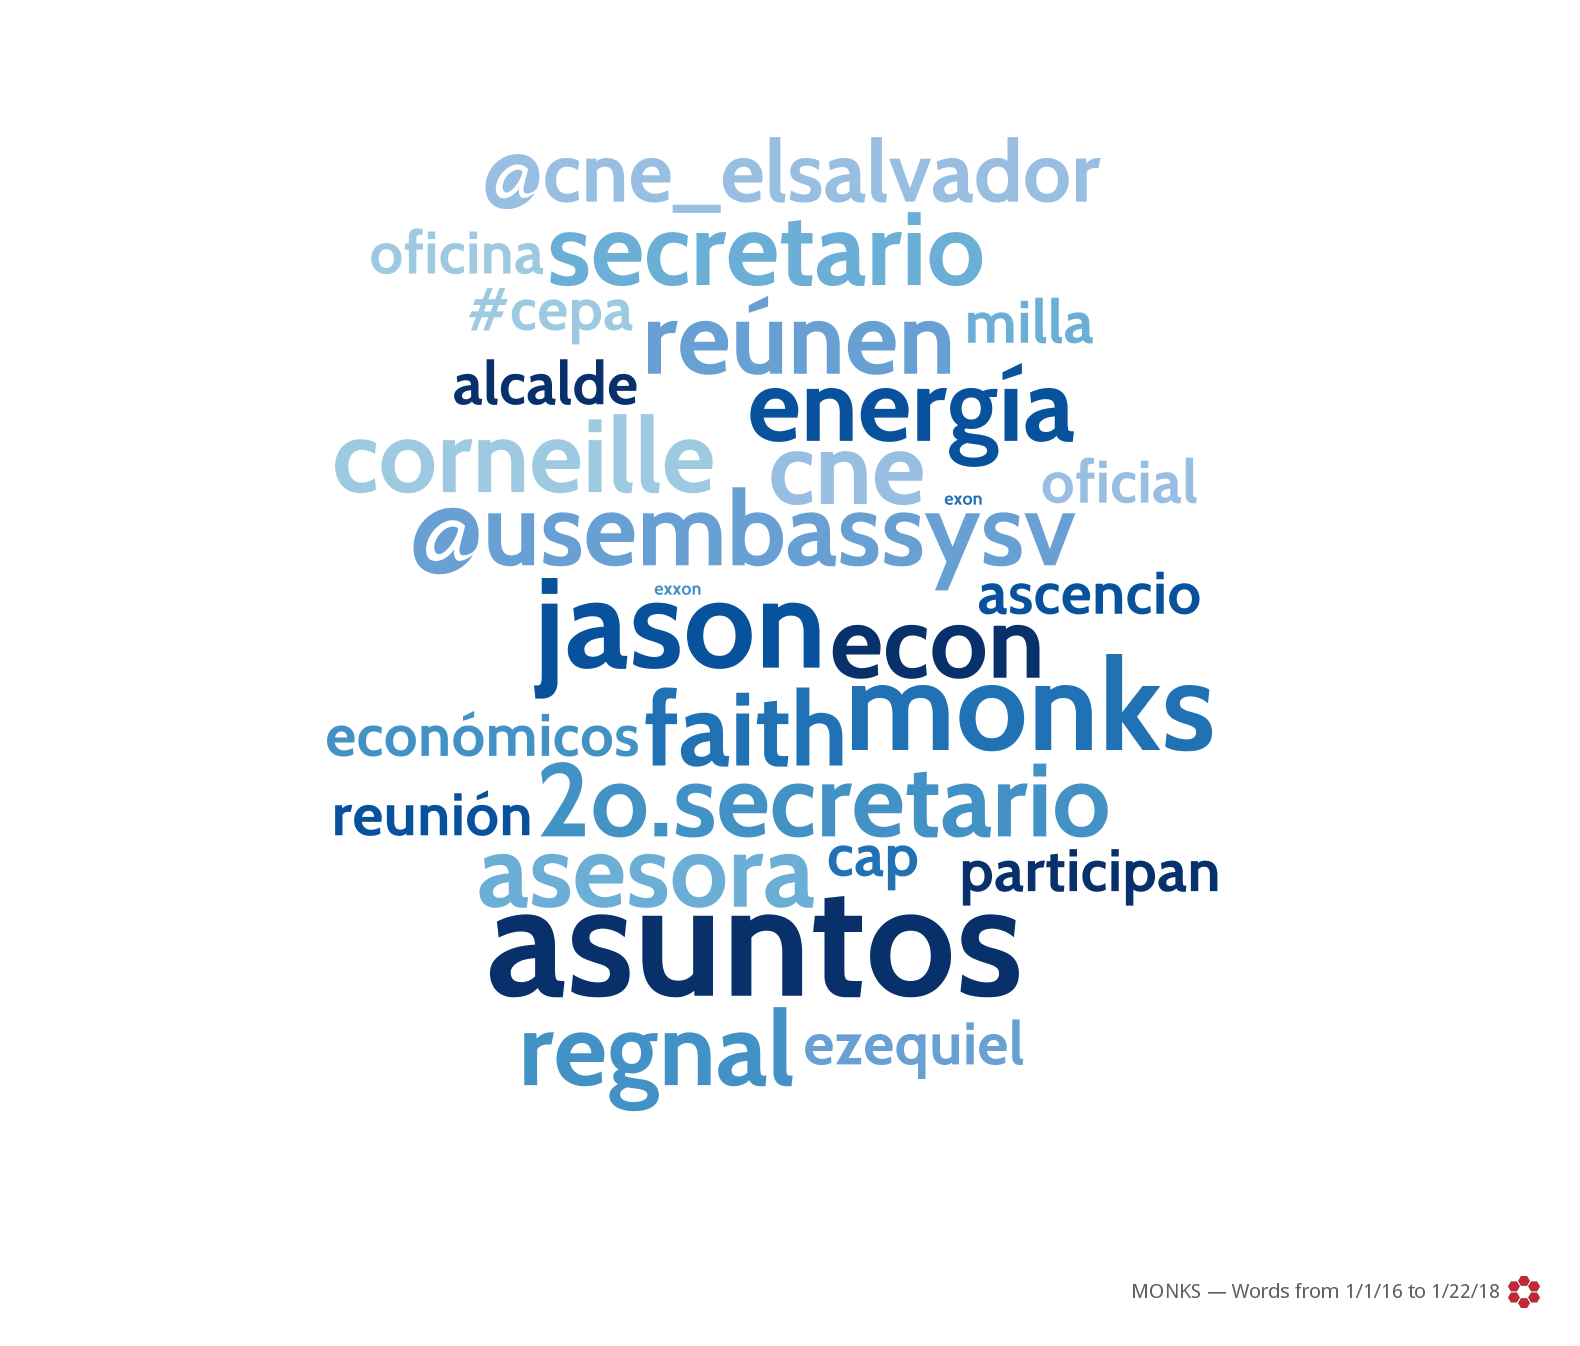 @cne_elsalvador
oficina secretario
#cepa reúnen milla
alcalde energía
corneille cne oficial
exon
@usembassysv
exxon ascencio
jason econ
económicos faith monks
reunión 2o.secretario
asesora cap participan
asuntos
regnal ezequiel
MONKS — Words from 1/1/16 to 1/22/18